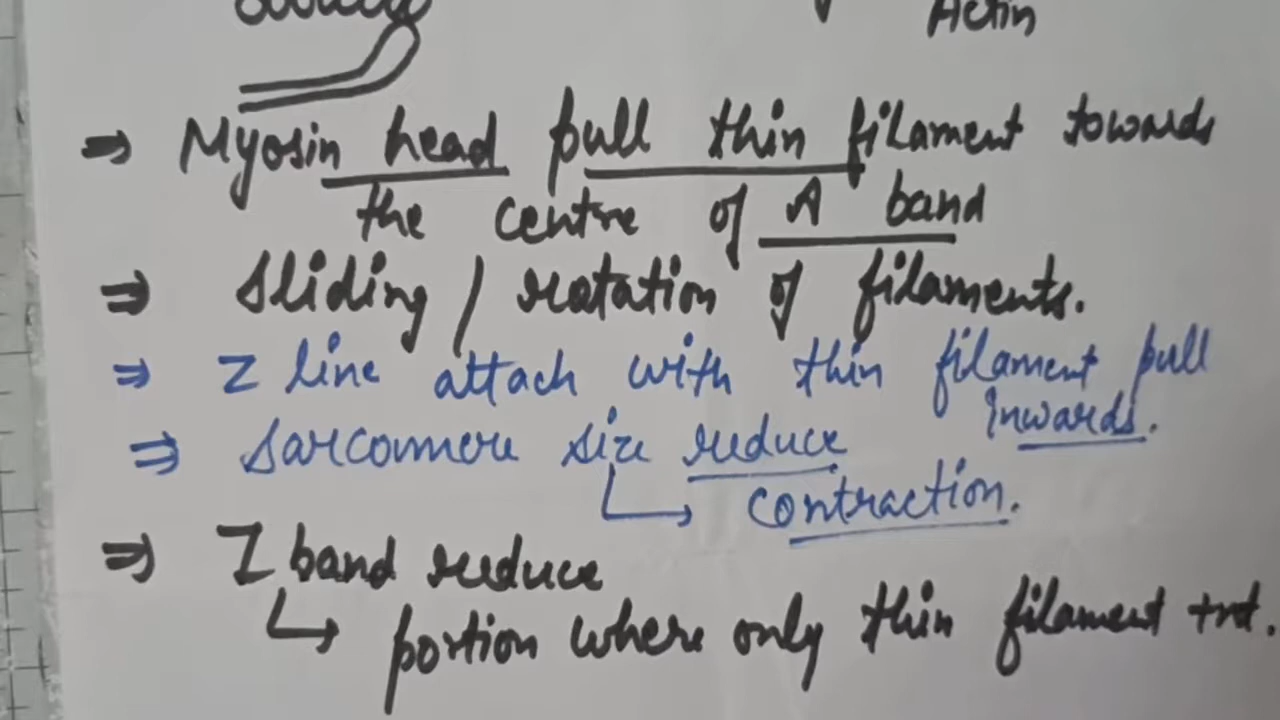 Actin
⇒ Myosin head pull thin filament towards
the centre of A band
⇒ Sliding / rotation of filaments.
⇒ Z line attach with thin filament pull
inwards.
⇒ Sarcomere size reduce
↳ contraction.
⇒ I band reduce
↳ portion where only thin filament +nt.